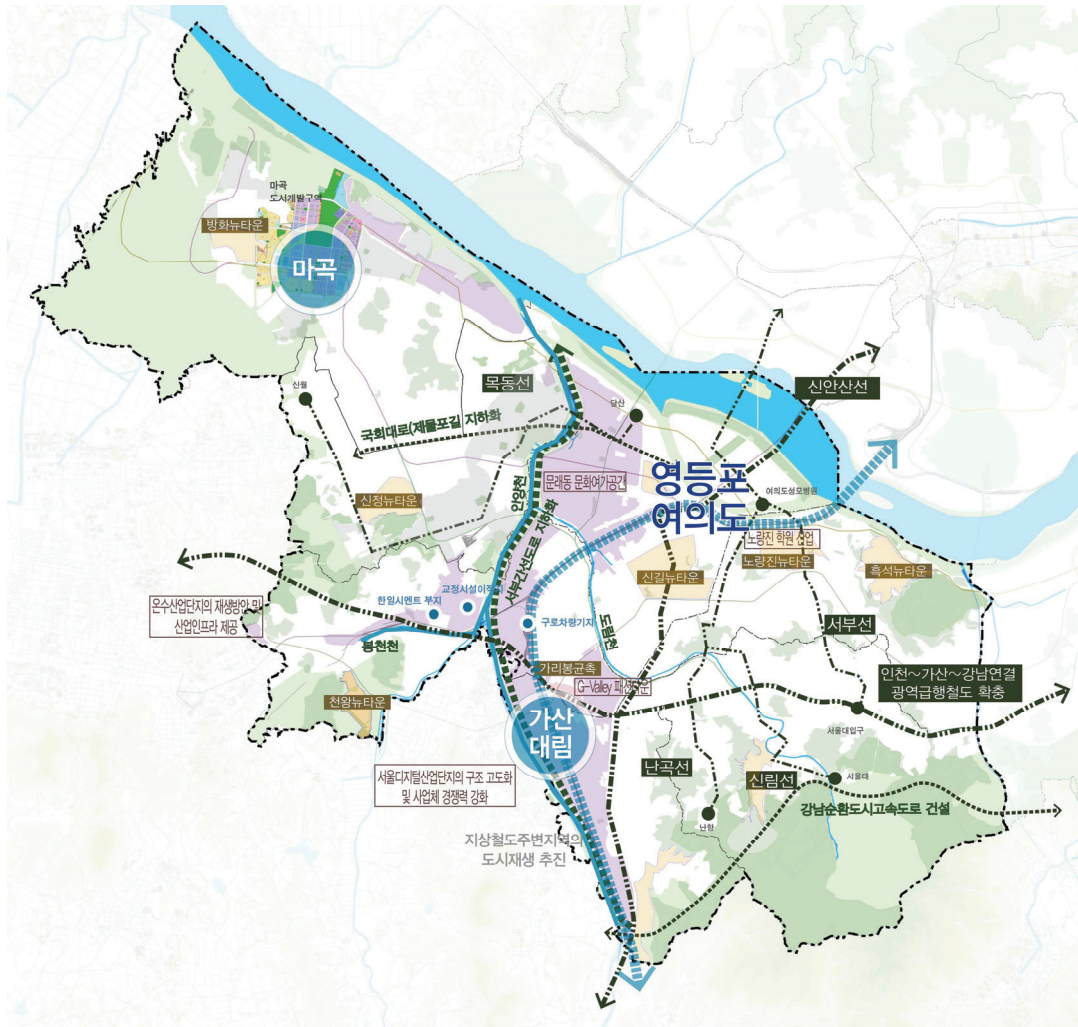 마곡
도시개발구역
방화뉴타운
마곡
신월
목동선
당산
신안산선
국회대로(제물포길 지하화
영등포
여의도
문래동 문화여가공간
안양천
여의도성모병원
신정뉴타운
서부간선도로 지하화
노량진 학원 산업
노량진뉴타운
신길뉴타운
흑석뉴타운
교정시설이적지
한일시멘트 부지
온수산업단지의 재생방안 및
산업인프라 제공
구로차량기지
도림천
서부선
봉천천
가리봉균촉
G-Valley 패션타운
인천~가산~강남연결
광역급행철도 확충
천왕뉴타운
가산
대림
서울대입구
난곡선
신림선
서울대
서울디지털산업단지의 구조 고도화
및 사업체 경쟁력 강화
강남순환도시고속도로 건설
난향
지상철도주변지역의
도시재생 추진